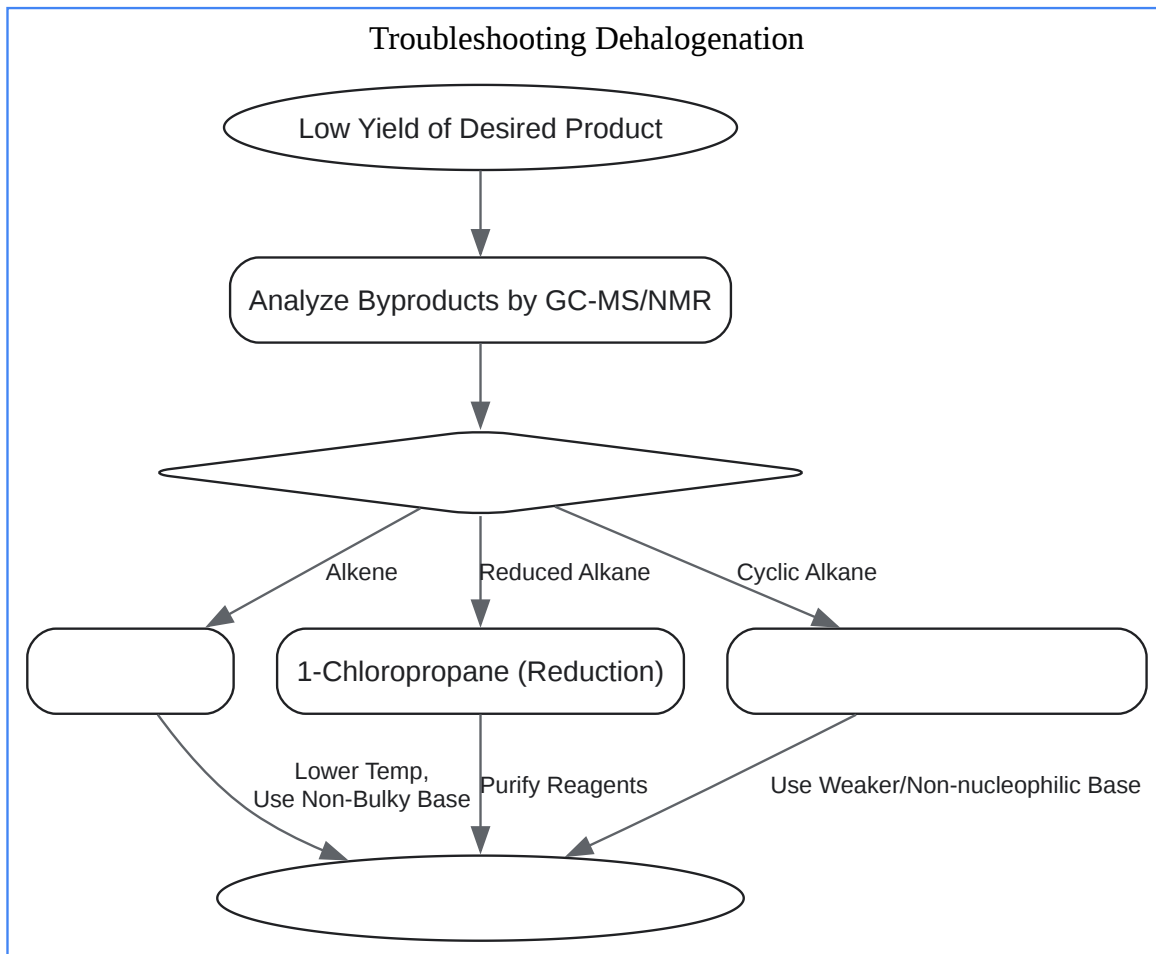 Troubleshooting Dehalogenation
Low Yield of Desired Product
Analyze Byproducts by GC-MS/NMR
Alkene
Reduced Alkane
Cyclic Alkane
1-Chloropropane (Reduction)
Lower Temp,
Use Non-Bulky Base
Purify Reagents
Use Weaker/Non-nucleophilic Base